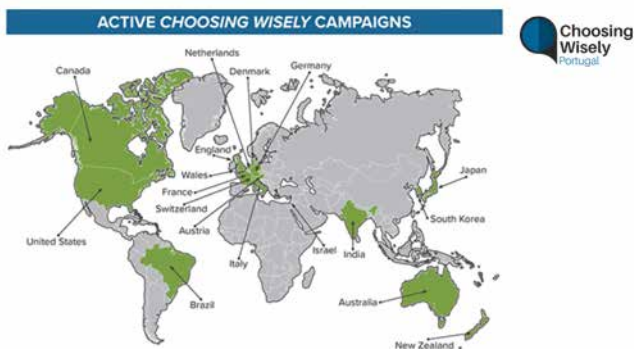 ACTIVE CHOOSING WISELY CAMPAIGNS
Choosing
Wisely
Portugal
Netherlands
Denmark
Germany
Canada
England
Wales
France
Switzerland
Austria
Italy
Israel
India
Japan
South Korea
United States
Brazil
Australia
New Zealand